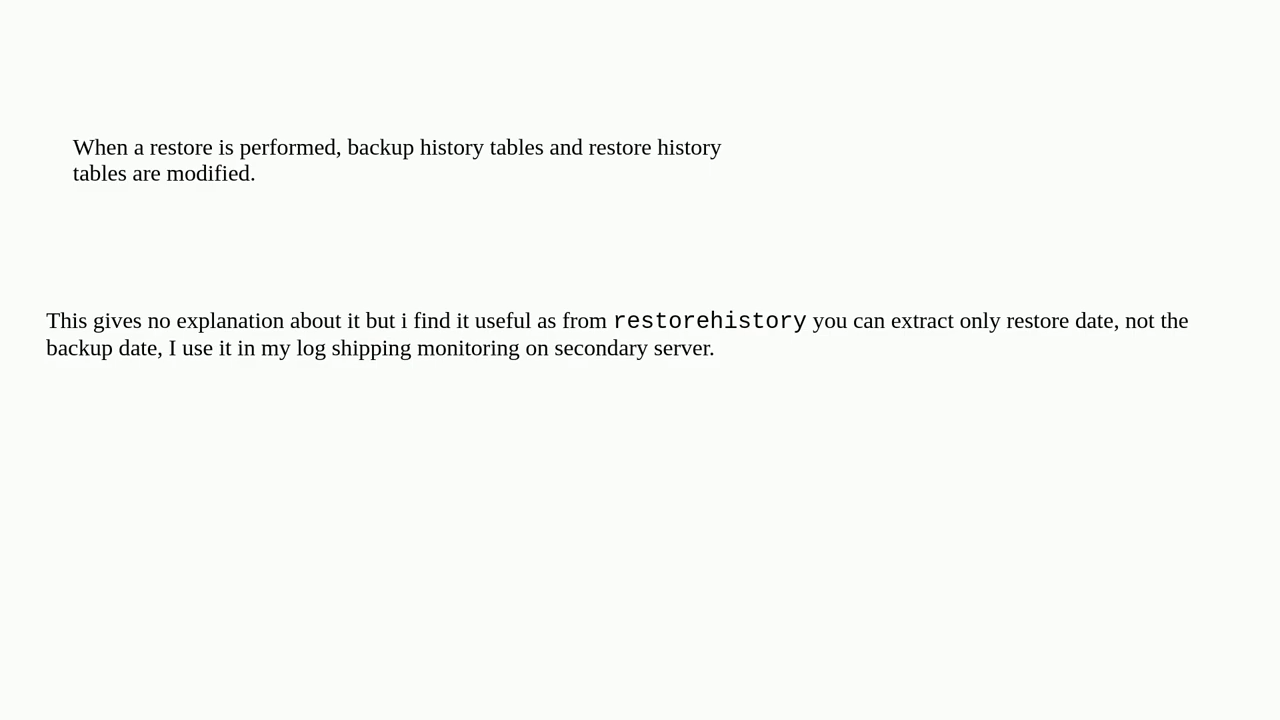 When a restore is performed, backup history tables and restore history
tables are modified.
This gives no explanation about it but i find it useful as from restorehistory you can extract only restore date, not the
backup date, I use it in my log shipping monitoring on secondary server.